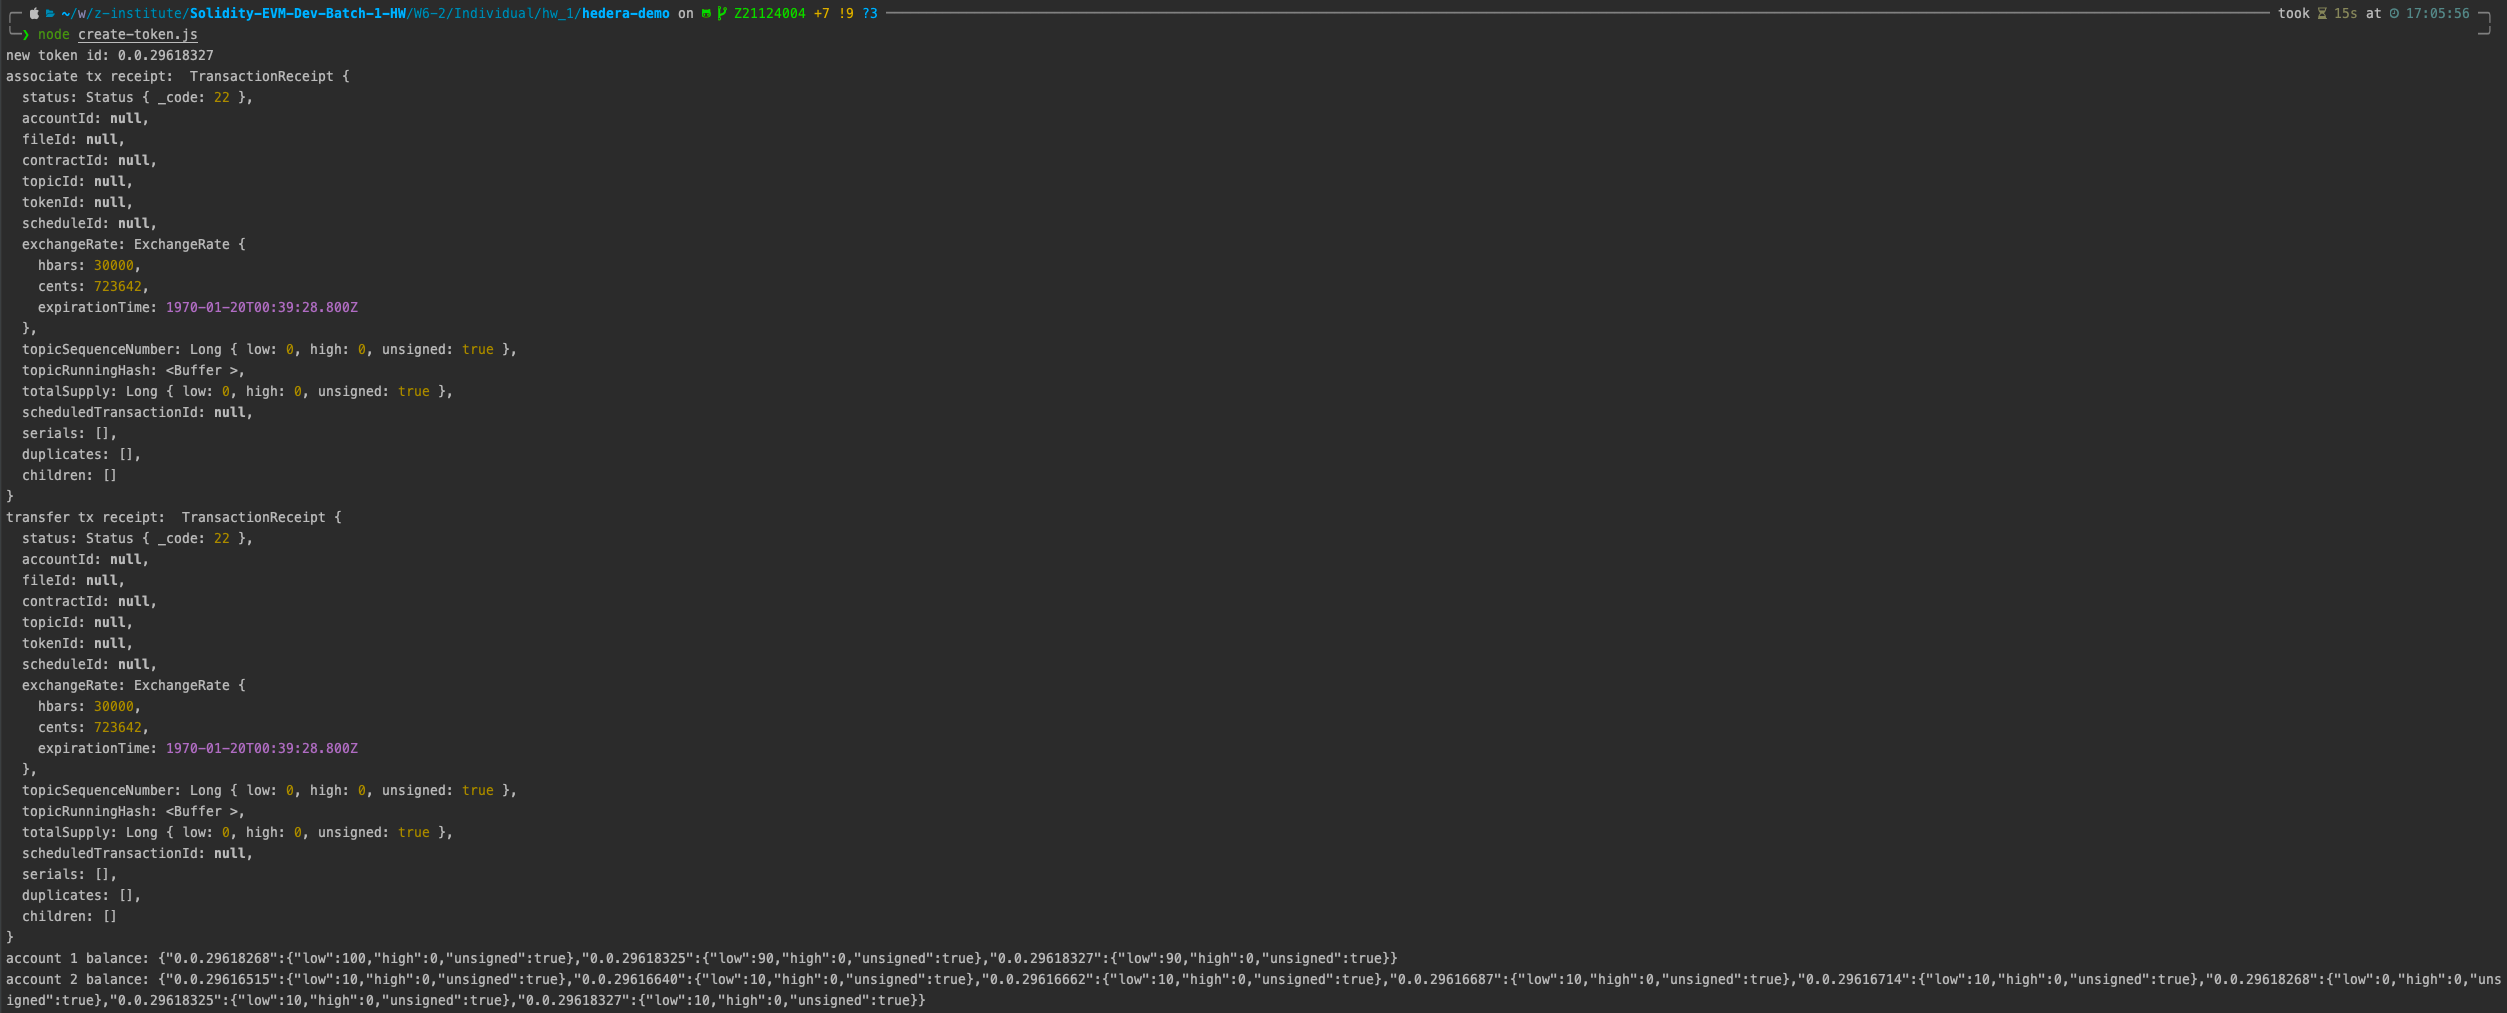 ~/w/z-institute/Solidity-EVM-Dev-Batch-1-HW/W6-2/Individual/hw_1/hedera-demo on Z21124004 +7 !9 ?3 took 15s at 17:05:56
❯ node create-token.js
new token id: 0.0.29618327
associate tx receipt:  TransactionReceipt {
  status: Status { _code: 22 },
  accountId: null,
  fileId: null,
  contractId: null,
  topicId: null,
  tokenId: null,
  scheduleId: null,
  exchangeRate: ExchangeRate {
    hbars: 30000,
    cents: 723642,
    expirationTime: 1970-01-20T00:39:28.800Z
  },
  topicSequenceNumber: Long { low: 0, high: 0, unsigned: true },
  topicRunningHash: <Buffer >,
  totalSupply: Long { low: 0, high: 0, unsigned: true },
  scheduledTransactionId: null,
  serials: [],
  duplicates: [],
  children: []
}
transfer tx receipt:  TransactionReceipt {
  status: Status { _code: 22 },
  accountId: null,
  fileId: null,
  contractId: null,
  topicId: null,
  tokenId: null,
  scheduleId: null,
  exchangeRate: ExchangeRate {
    hbars: 30000,
    cents: 723642,
    expirationTime: 1970-01-20T00:39:28.800Z
  },
  topicSequenceNumber: Long { low: 0, high: 0, unsigned: true },
  topicRunningHash: <Buffer >,
  totalSupply: Long { low: 0, high: 0, unsigned: true },
  scheduledTransactionId: null,
  serials: [],
  duplicates: [],
  children: []
}
account 1 balance: {"0.0.29618268":{"low":100,"high":0,"unsigned":true},"0.0.29618325":{"low":90,"high":0,"unsigned":true},"0.0.29618327":{"low":90,"high":0,"unsigned":true}}
account 2 balance: {"0.0.29616515":{"low":10,"high":0,"unsigned":true},"0.0.29616640":{"low":10,"high":0,"unsigned":true},"0.0.29616662":{"low":10,"high":0,"unsigned":true},"0.0.29616687":{"low":10,"high":0,"unsigned":true},"0.0.29616714":{"low":10,"high":0,"unsigned":true},"0.0.29618268":{"low":0,"high":0,"uns
igned":true},"0.0.29618325":{"low":10,"high":0,"unsigned":true},"0.0.29618327":{"low":10,"high":0,"unsigned":true}}